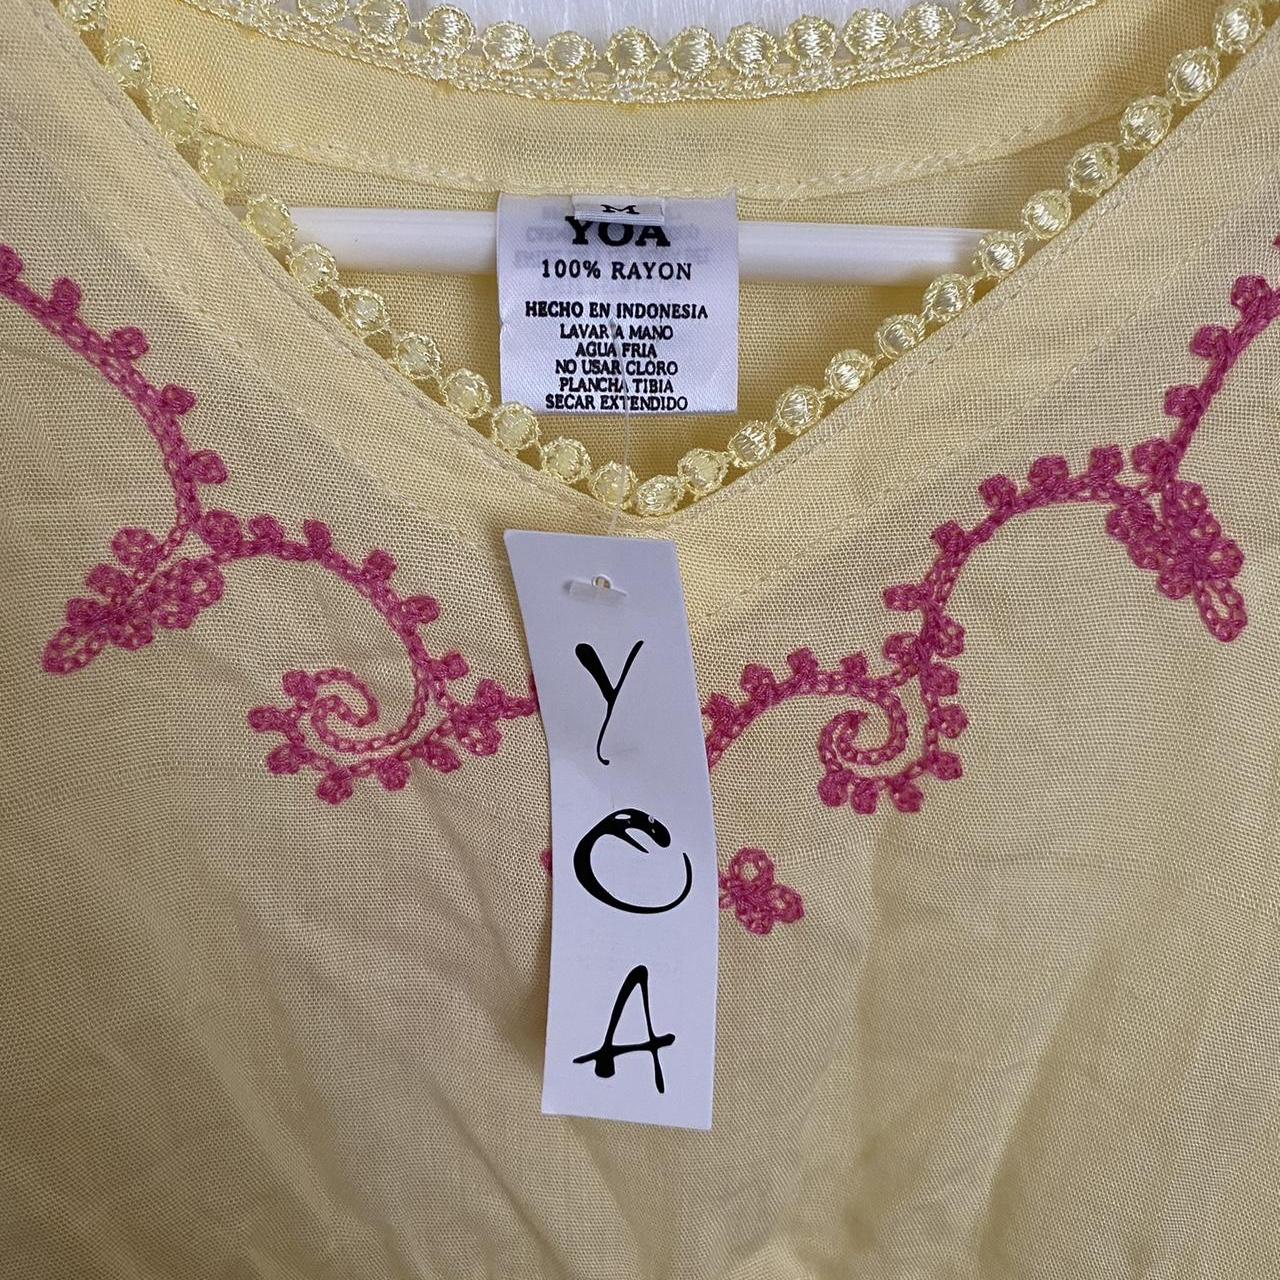 M
YOA
100% RAYON
HECHO EN INDONESIA
LAVAR A MANO
AGUA FRIA
NO USAR CLORO
PLANCHA TIBIA
SECAR EXTENDIDO
Y
O
A